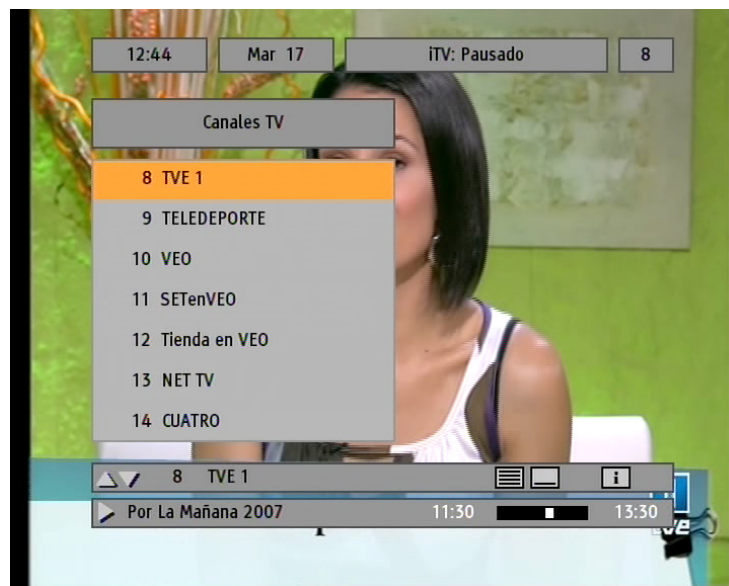 12:44 Mar 17 iTV: Pausado 8
Canales TV
8 TVE 1
9 TELEDEPORTE
10 VEO
11 SETenVEO
12 Tienda en VEO
13 NET TV
14 CUATRO
8 TVE 1 i
Por La Mañana 2007 11:30 13:30
tve